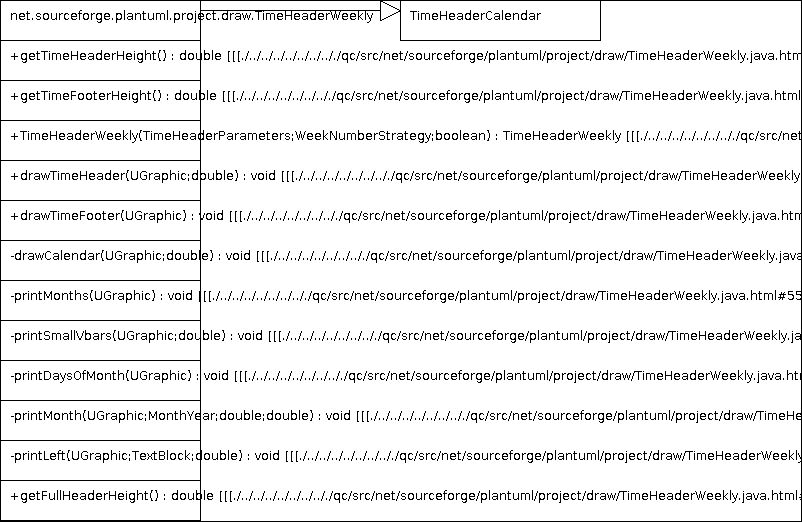 net.sourceforge.plantuml.project.draw.TimeHeaderWeekly
TimeHeaderCalendar
+getTimeHeaderHeight() : double [[[./../../../../../../../../qc/src/net/sourceforge/plantuml/project/draw/TimeHeaderWeekly.java.htm
+getTimeFooterHeight() : double [[[./../../../../../../../../qc/src/net/sourceforge/plantuml/project/draw/TimeHeaderWeekly.java.html
+TimeHeaderWeekly(TimeHeaderParameters;WeekNumberStrategy;boolean) : TimeHeaderWeekly [[[./../../../../../../../../qc/src/net
+drawTimeHeader(UGraphic;double) : void [[[./../../../../../../../../qc/src/net/sourceforge/plantuml/project/draw/TimeHeaderWeekly
+drawTimeFooter(UGraphic) : void [[[./../../../../../../../../qc/src/net/sourceforge/plantuml/project/draw/TimeHeaderWeekly.java.htm
-drawCalendar(UGraphic;double) : void [[[./../../../../../../../../qc/src/net/sourceforge/plantuml/project/draw/TimeHeaderWeekly.java
-printMonths(UGraphic) : void [[[./../../../../../../../../qc/src/net/sourceforge/plantuml/project/draw/TimeHeaderWeekly.java.html#55
-printSmallVbars(UGraphic;double) : void [[[./../../../../../../../../qc/src/net/sourceforge/plantuml/project/draw/TimeHeaderWeekly.ja
-printDaysOfMonth(UGraphic) : void [[[./../../../../../../../../qc/src/net/sourceforge/plantuml/project/draw/TimeHeaderWeekly.java.ht
-printMonth(UGraphic;MonthYear;double;double) : void [[[./../../../../../../../../qc/src/net/sourceforge/plantuml/project/draw/TimeHe
-printLeft(UGraphic;TextBlock;double) : void [[[./../../../../../../../../qc/src/net/sourceforge/plantuml/project/draw/TimeHeaderWeekly
+getFullHeaderHeight() : double [[[./../../../../../../../../qc/src/net/sourceforge/plantuml/project/draw/TimeHeaderWeekly.java.html#